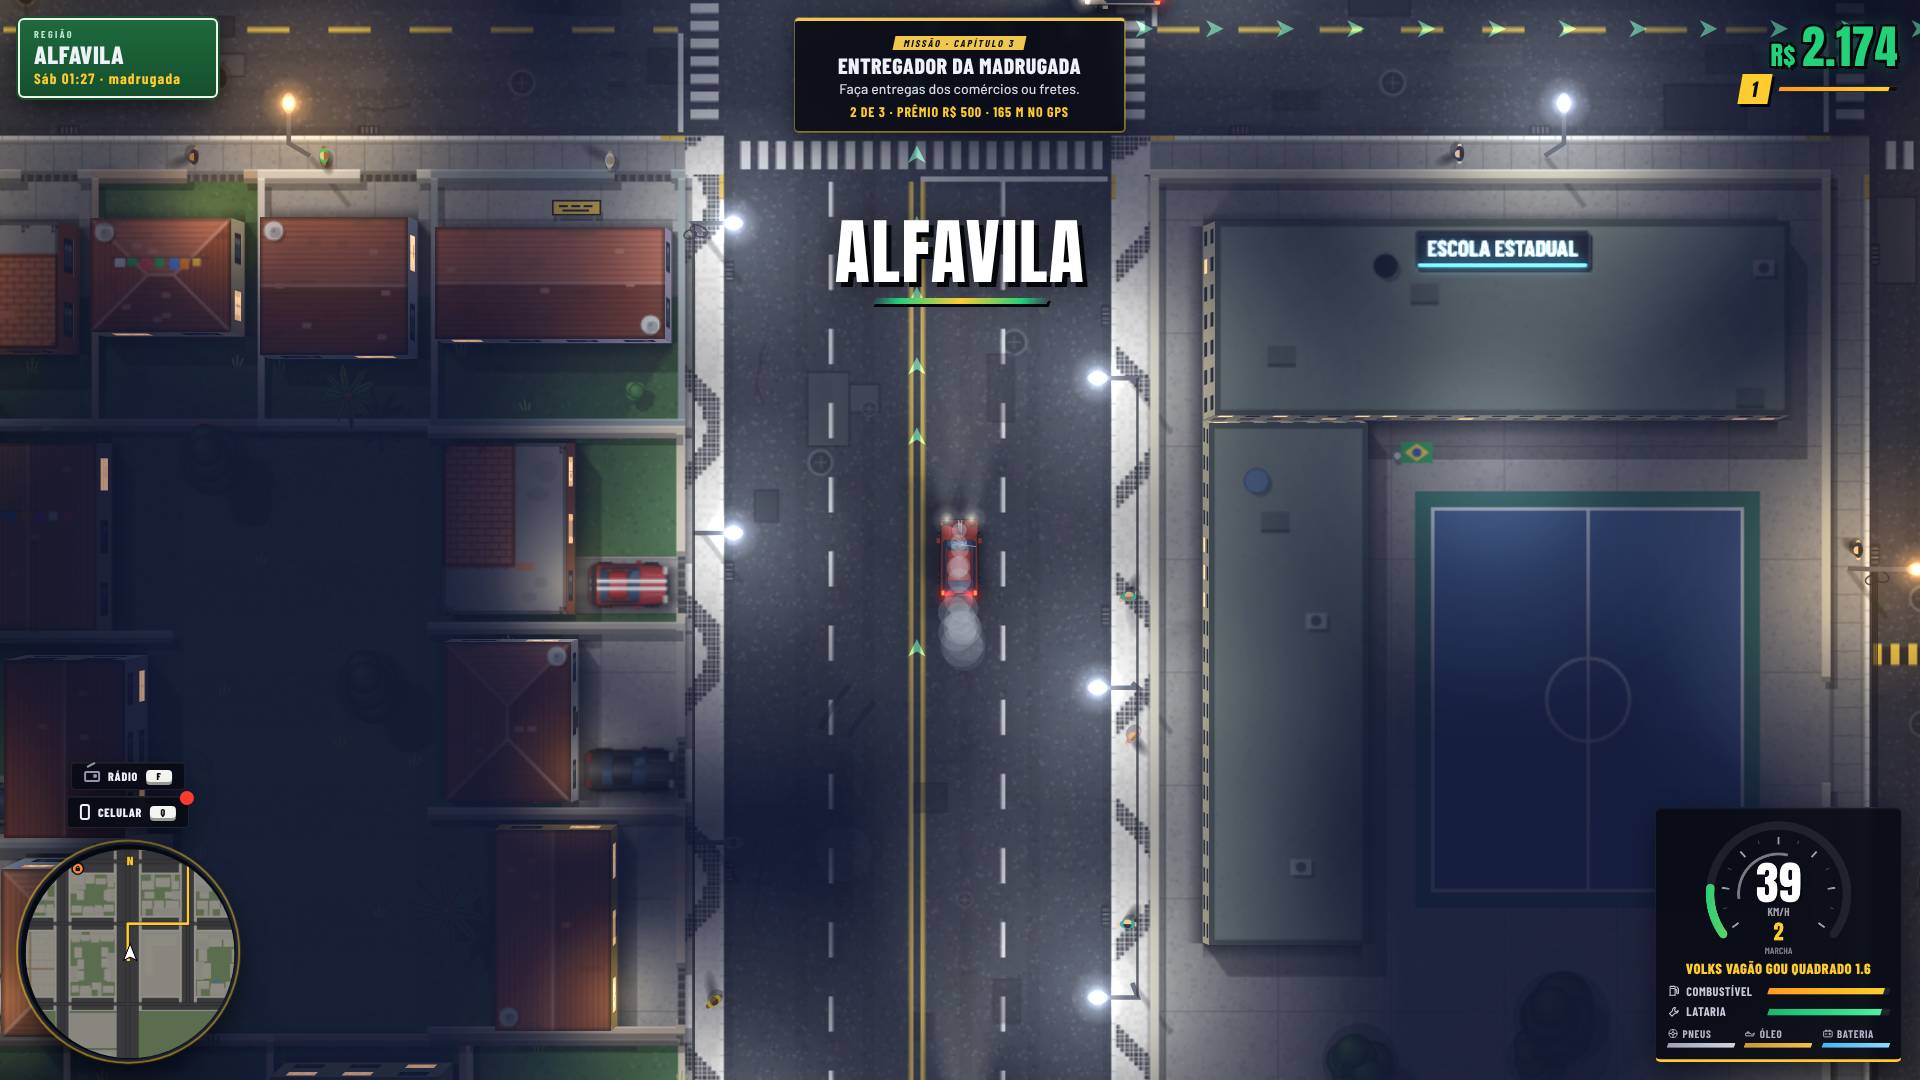 REGIÃO
ALFAVILA
Sáb 01:27 · madrugada
MISSÃO · CAPÍTULO 3
ENTREGADOR DA MADRUGADA
Faça entregas dos comércios ou fretes.
2 DE 3 · PRÊMIO R$ 500 · 165 M NO GPS
R$ 2.174
1
ALFAVILA
ESCOLA ESTADUAL
RÁDIO F
CELULAR Q
N
39
KM/H
2
MARCHA
VOLKS VAGÃO GOU QUADRADO 1.6
COMBUSTÍVEL
LATARIA
PNEUS ÓLEO BATERIA